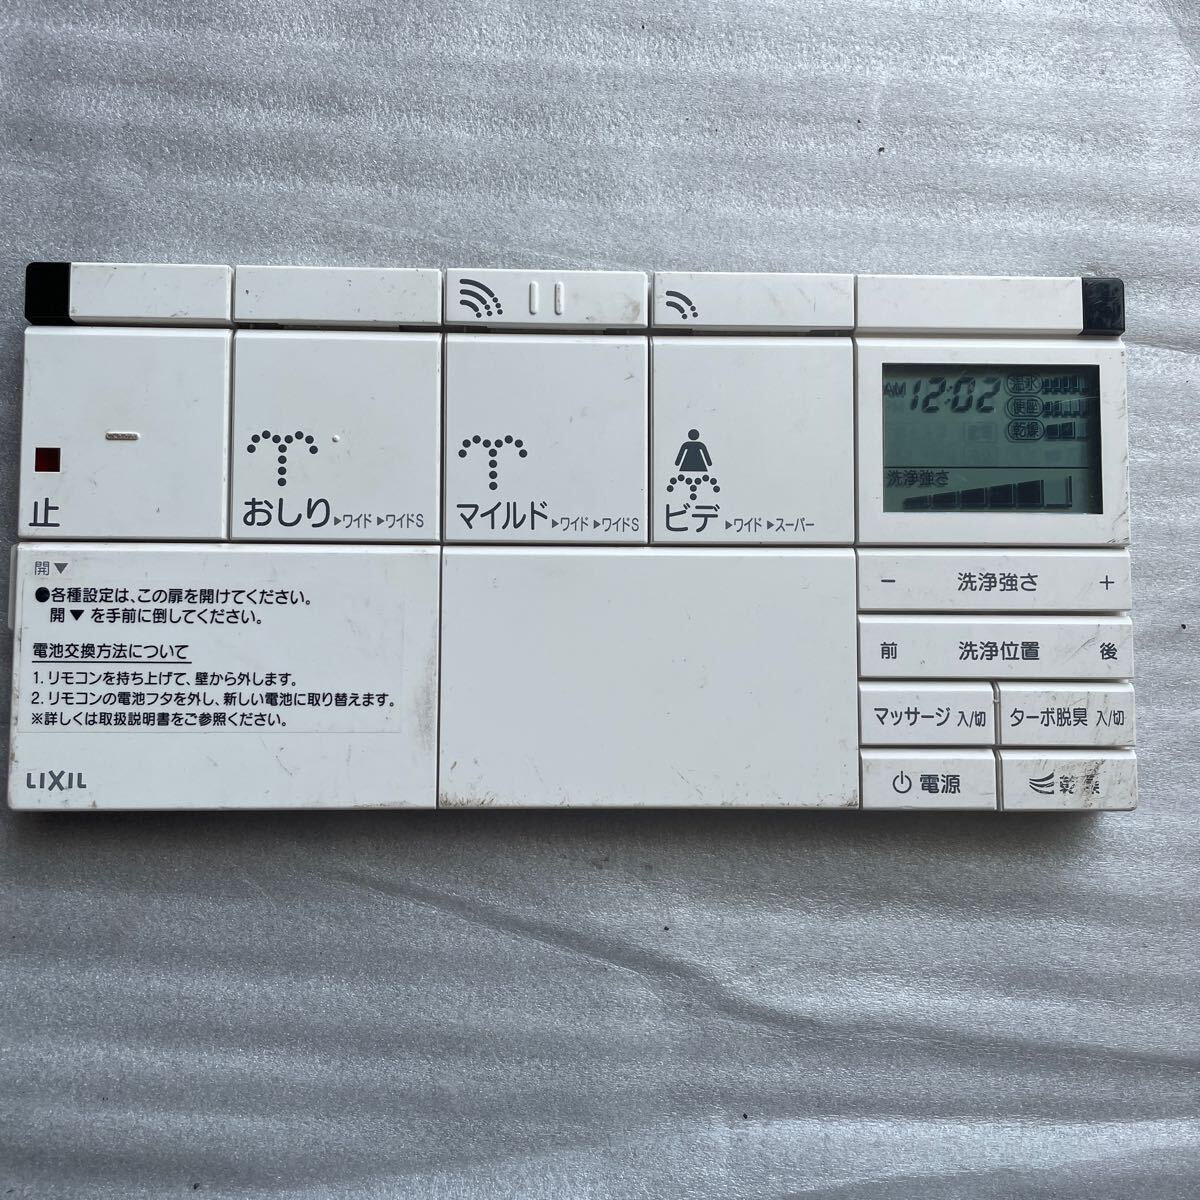 AM 12:02 温水
便座
乾燥
洗浄強さ
止
おしり▶ワイド ▶ワイドS
マイルド▶ワイド ▶ワイドS
ビデ▶ワイド ▶スーパー
開▼
●各種設定は、この扉を開けてください。
開 ▼ を手前に倒してください。
電池交換方法について
1. リモコンを持ち上げて、壁から外します。
2. リモコンの電池フタを外し、新しい電池に取り替えます。
※詳しくは取扱説明書をご参照ください。
LIXIL
− 洗浄強さ +
前 洗浄位置 後
マッサージ 入/切
ターボ脱臭 入/切
電源
乾燥